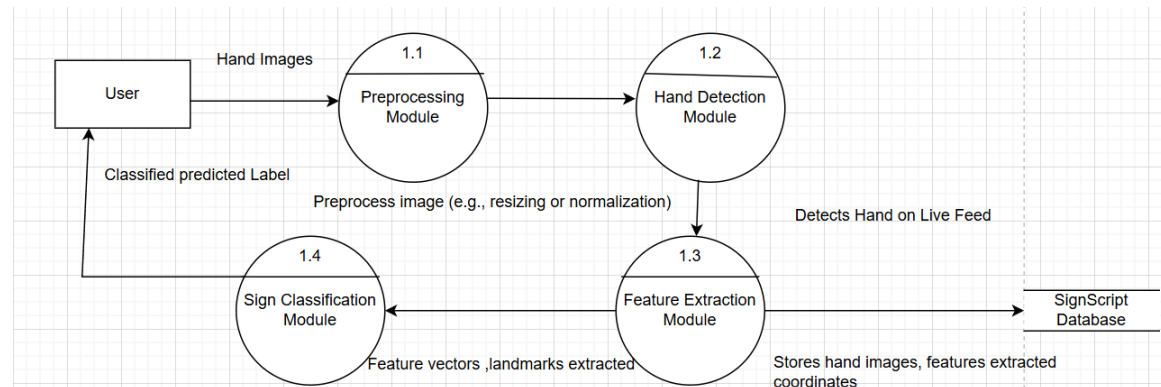 Hand Images
User
1.1
Preprocessing
Module
1.2
Hand Detection
Module
Classified predicted Label
Preprocess image (e.g., resizing or normalization)
Detects Hand on Live Feed
1.4
Sign Classification
Module
1.3
Feature Extraction
Module
SignScript
Database
Feature vectors ,landmarks extracted
Stores hand images, features extracted
coordinates